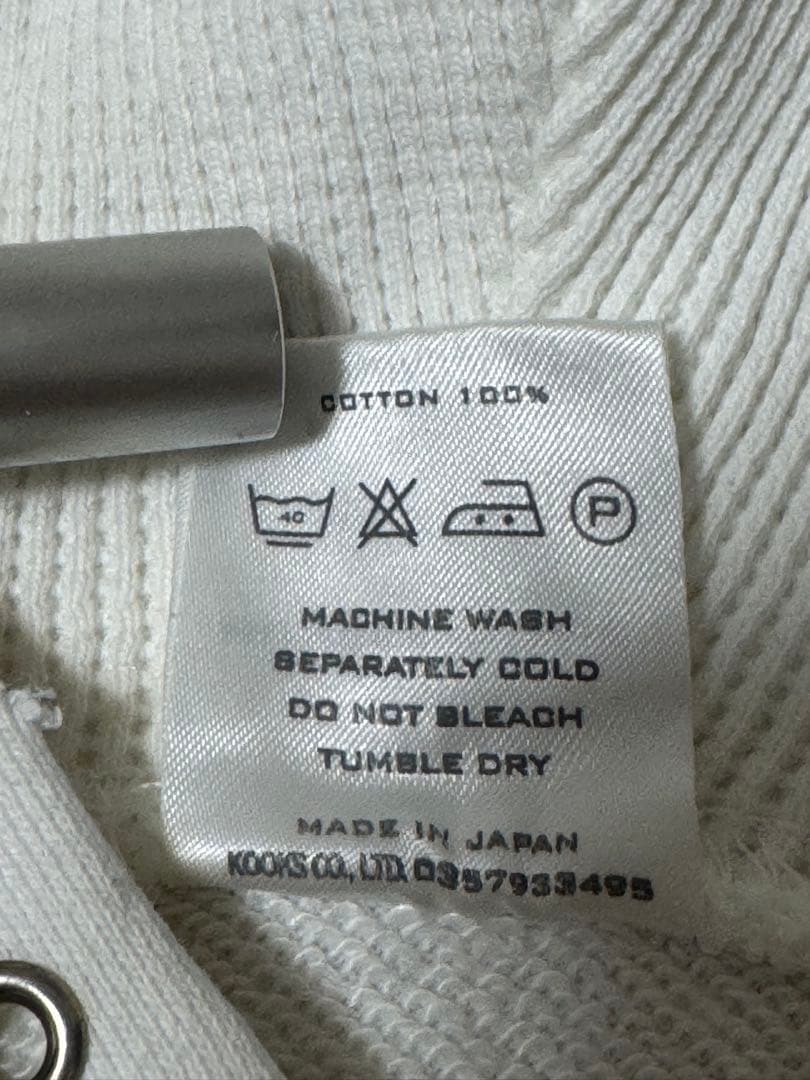 COTTON 100%
40 P
MACHINE WASH
SEPARATELY COLD
DO NOT BLEACH
TUMBLE DRY
MADE IN JAPAN
KOOKS CO., LTD. 0357933495